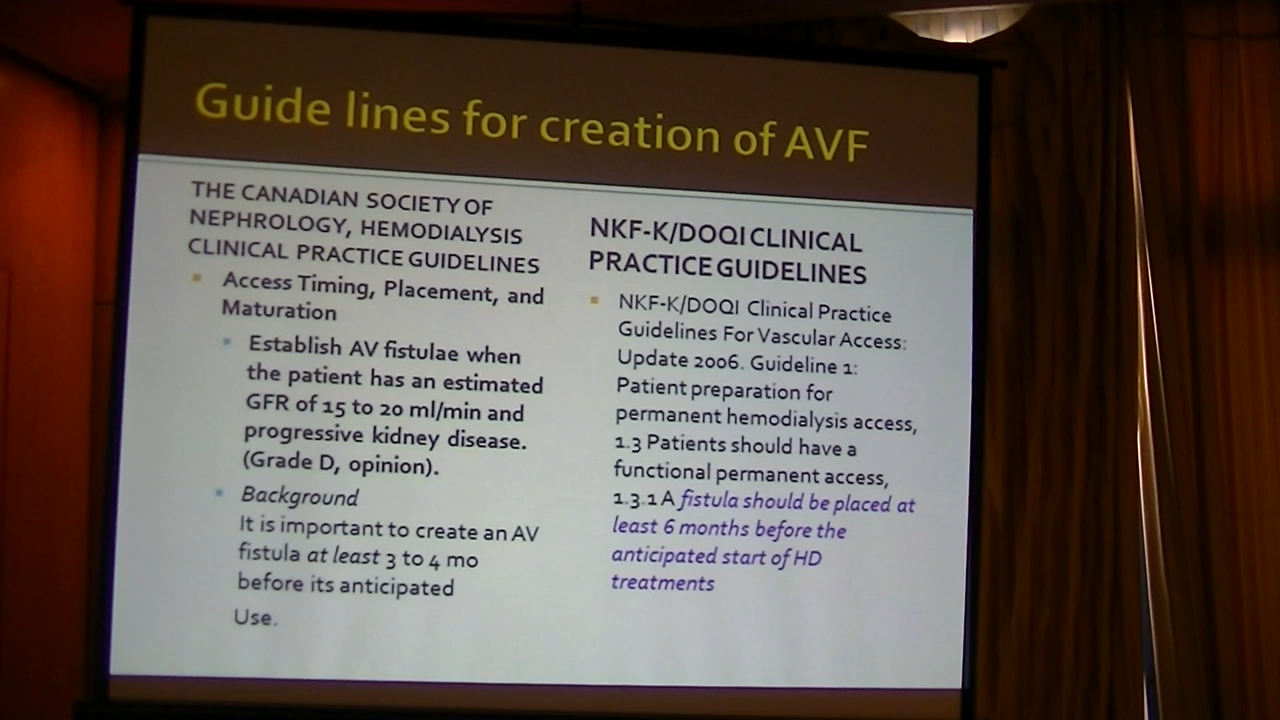 Guide lines for creation of AVF
THE CANADIAN SOCIETY OF
NEPHROLOGY, HEMODIALYSIS
CLINICAL PRACTICE GUIDELINES
Access Timing, Placement, and
Maturation
Establish AV fistulae when
the patient has an estimated
GFR of 15 to 20 ml/min and
progressive kidney disease.
(Grade D, opinion).
Background
It is important to create an AV
fistula at least 3 to 4 mo
before its anticipated
Use.
NKF-K/DOQI CLINICAL
PRACTICE GUIDELINES
NKF-K/DOQI Clinical Practice
Guidelines For Vascular Access:
Update 2006. Guideline 1:
Patient preparation for
permanent hemodialysis access,
1.3 Patients should have a
functional permanent access,
1.3.1 A fistula should be placed at
least 6 months before the
anticipated start of HD
treatments